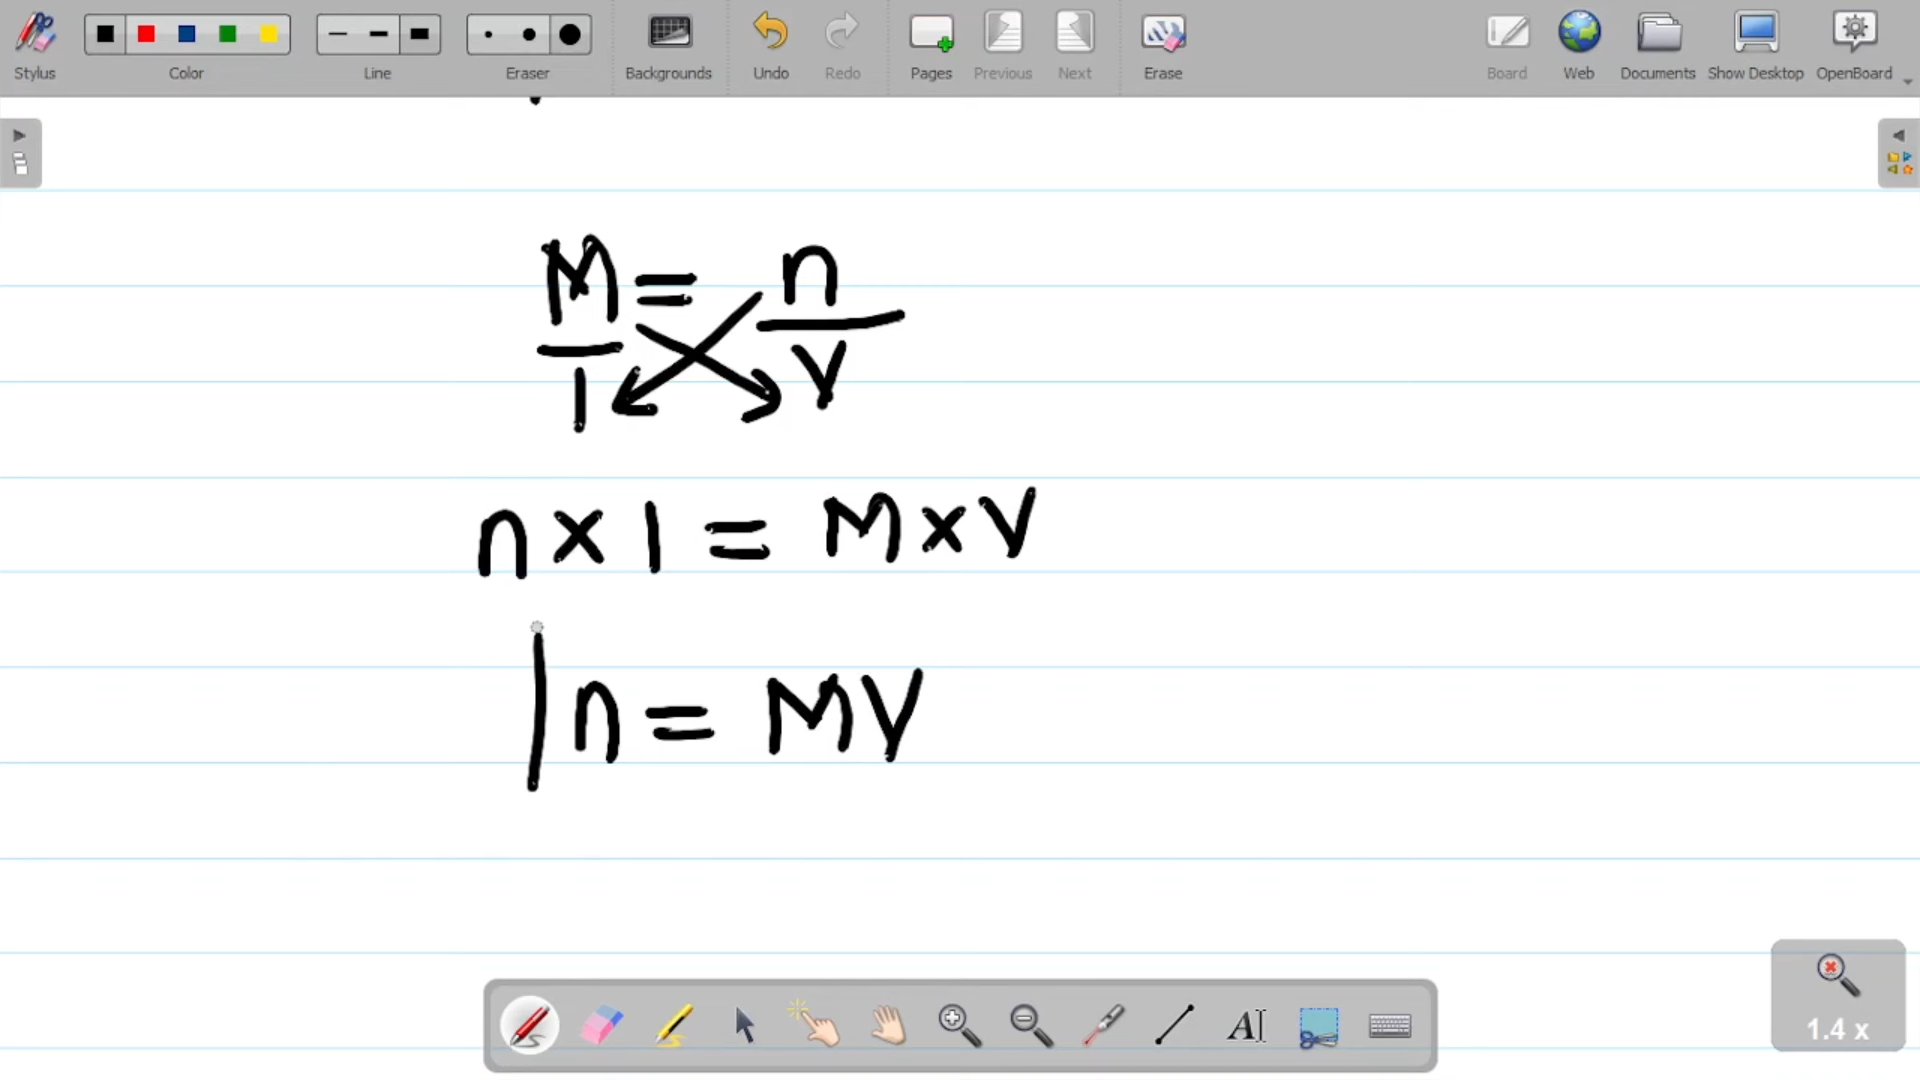 Stylus Color Line Eraser Backgrounds Undo Redo Pages Previous Next Erase Board Web Documents Show Desktop OpenBoard
M/1 = n/V
n × 1 = M × V
n = MV
1.4 x